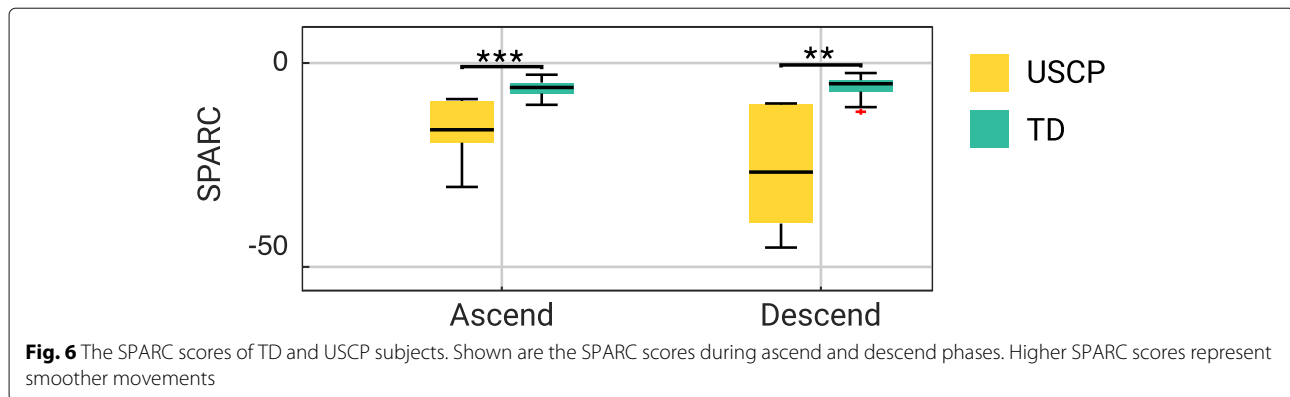 0
-50
SPARC
***
**
Ascend
Descend
USCP
TD
Fig. 6 The SPARC scores of TD and USCP subjects. Shown are the SPARC scores during ascend and descend phases. Higher SPARC scores represent
smoother movements